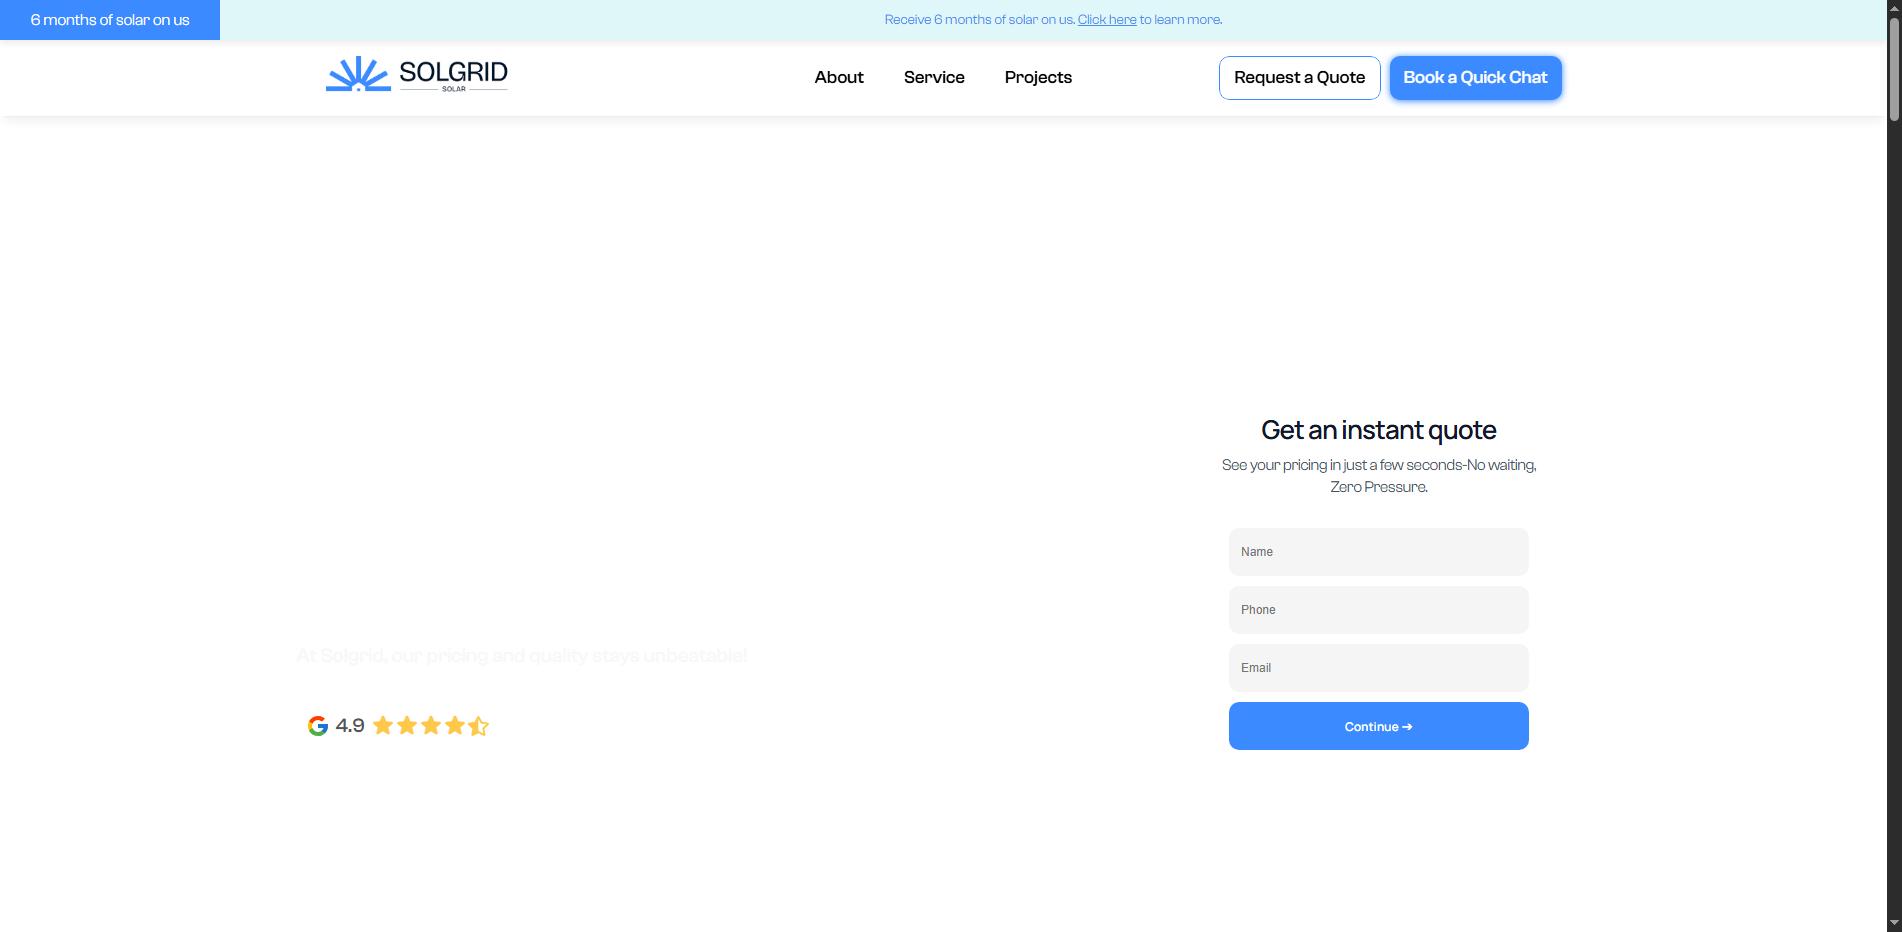 6 months of solar on us
Receive 6 months of solar on us. Click here to learn more.
SOLGRID
SOLAR
About
Service
Projects
Request a Quote
Book a Quick Chat
Get an instant quote
See your pricing in just a few seconds-No waiting,
Zero Pressure.
Name
Phone
Email
At Solgrid, our pricing and quality stays unbeatable!
4.9
Continue →